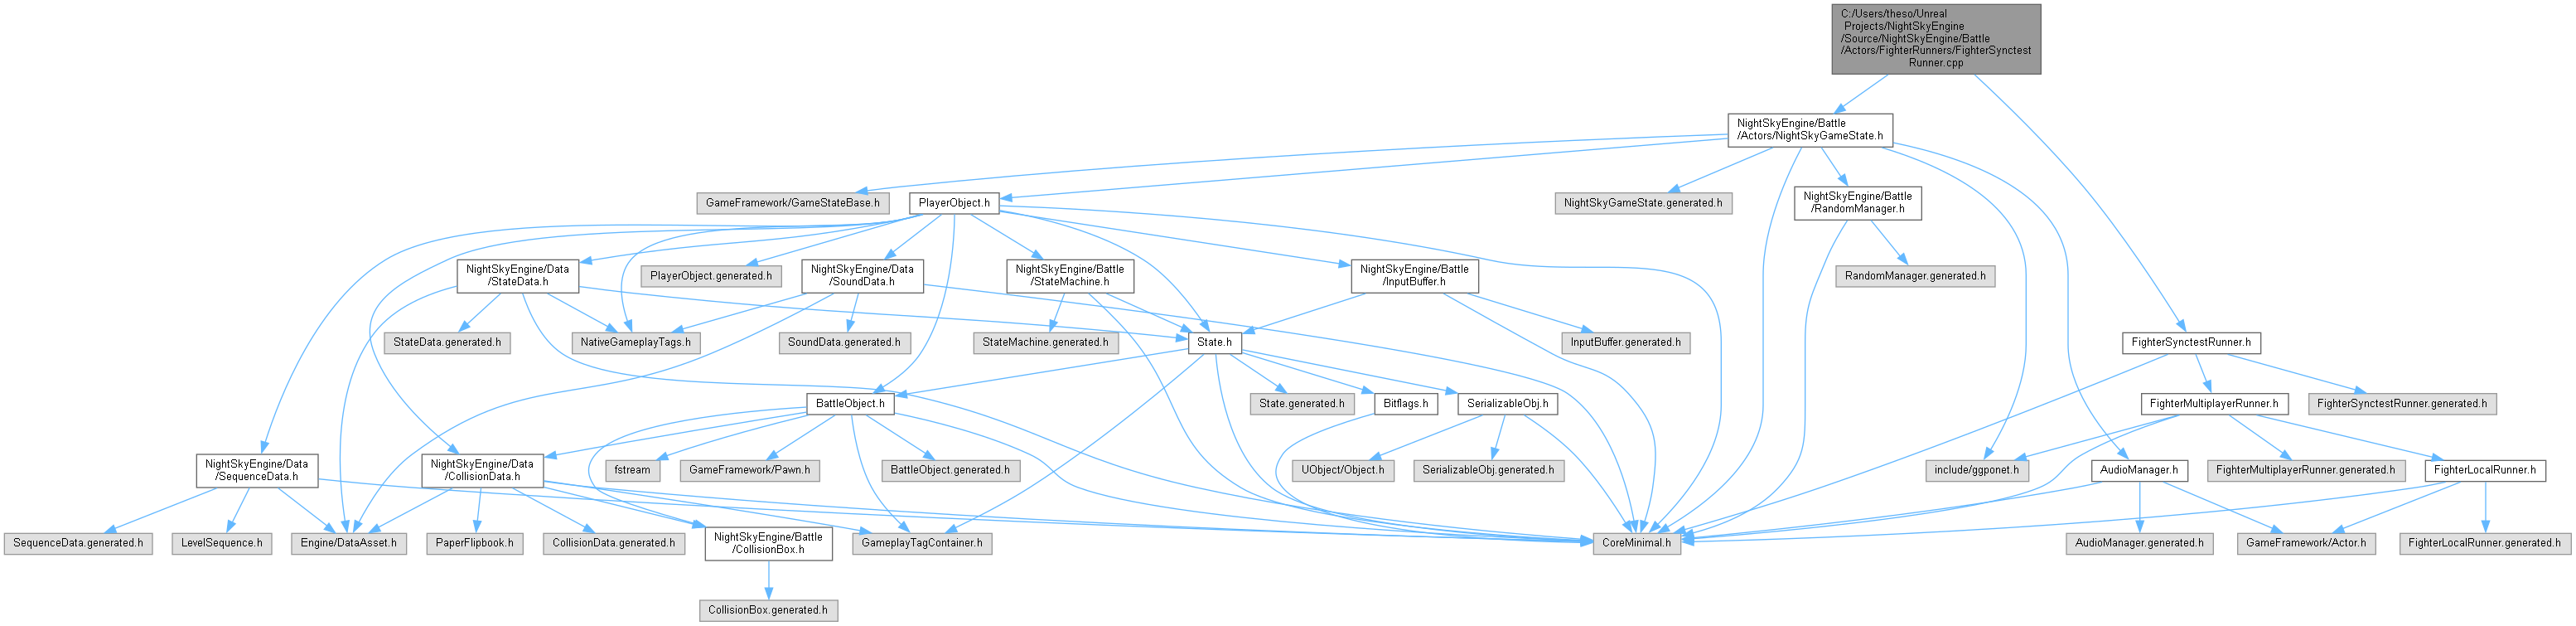 C:/Users/theso/Unreal
Projects/NightSkyEngine
/Source/NightSkyEngine/Battle
/Actors/FighterRunners/FighterSynctest
Runner.cpp
NightSkyEngine/Battle
/Actors/NightSkyGameState.h
GameFramework/GameStateBase.h
PlayerObject.h
NightSkyGameState.generated.h
NightSkyEngine/Battle
/RandomManager.h
NightSkyEngine/Data
/StateData.h
PlayerObject.generated.h
NightSkyEngine/Data
/SoundData.h
NightSkyEngine/Battle
/StateMachine.h
NightSkyEngine/Battle
/InputBuffer.h
RandomManager.generated.h
StateData.generated.h
NativeGameplayTags.h
SoundData.generated.h
StateMachine.generated.h
State.h
InputBuffer.generated.h
FighterSynctestRunner.h
BattleObject.h
State.generated.h
Bitflags.h
SerializableObj.h
FighterMultiplayerRunner.h
FighterSynctestRunner.generated.h
NightSkyEngine/Data
/SequenceData.h
NightSkyEngine/Data
/CollisionData.h
fstream
GameFramework/Pawn.h
BattleObject.generated.h
UObject/Object.h
SerializableObj.generated.h
include/ggponet.h
AudioManager.h
FighterMultiplayerRunner.generated.h
FighterLocalRunner.h
SequenceData.generated.h
LevelSequence.h
Engine/DataAsset.h
PaperFlipbook.h
CollisionData.generated.h
NightSkyEngine/Battle
/CollisionBox.h
GameplayTagContainer.h
CoreMinimal.h
AudioManager.generated.h
GameFramework/Actor.h
FighterLocalRunner.generated.h
CollisionBox.generated.h